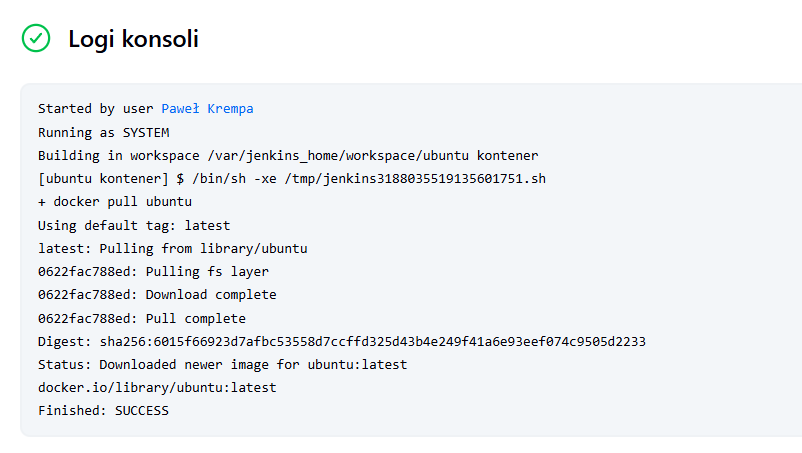 Logi konsoli
Started by user Paweł Krempa
Running as SYSTEM
Building in workspace /var/jenkins_home/workspace/ubuntu kontener
[ubuntu kontener] $ /bin/sh -xe /tmp/jenkins3188035519135601751.sh
+ docker pull ubuntu
Using default tag: latest
latest: Pulling from library/ubuntu
0622fac788ed: Pulling fs layer
0622fac788ed: Download complete
0622fac788ed: Pull complete
Digest: sha256:6015f66923d7afbc53558d7ccffd325d43b4e249f41a6e93eef074c9505d2233
Status: Downloaded newer image for ubuntu:latest
docker.io/library/ubuntu:latest
Finished: SUCCESS